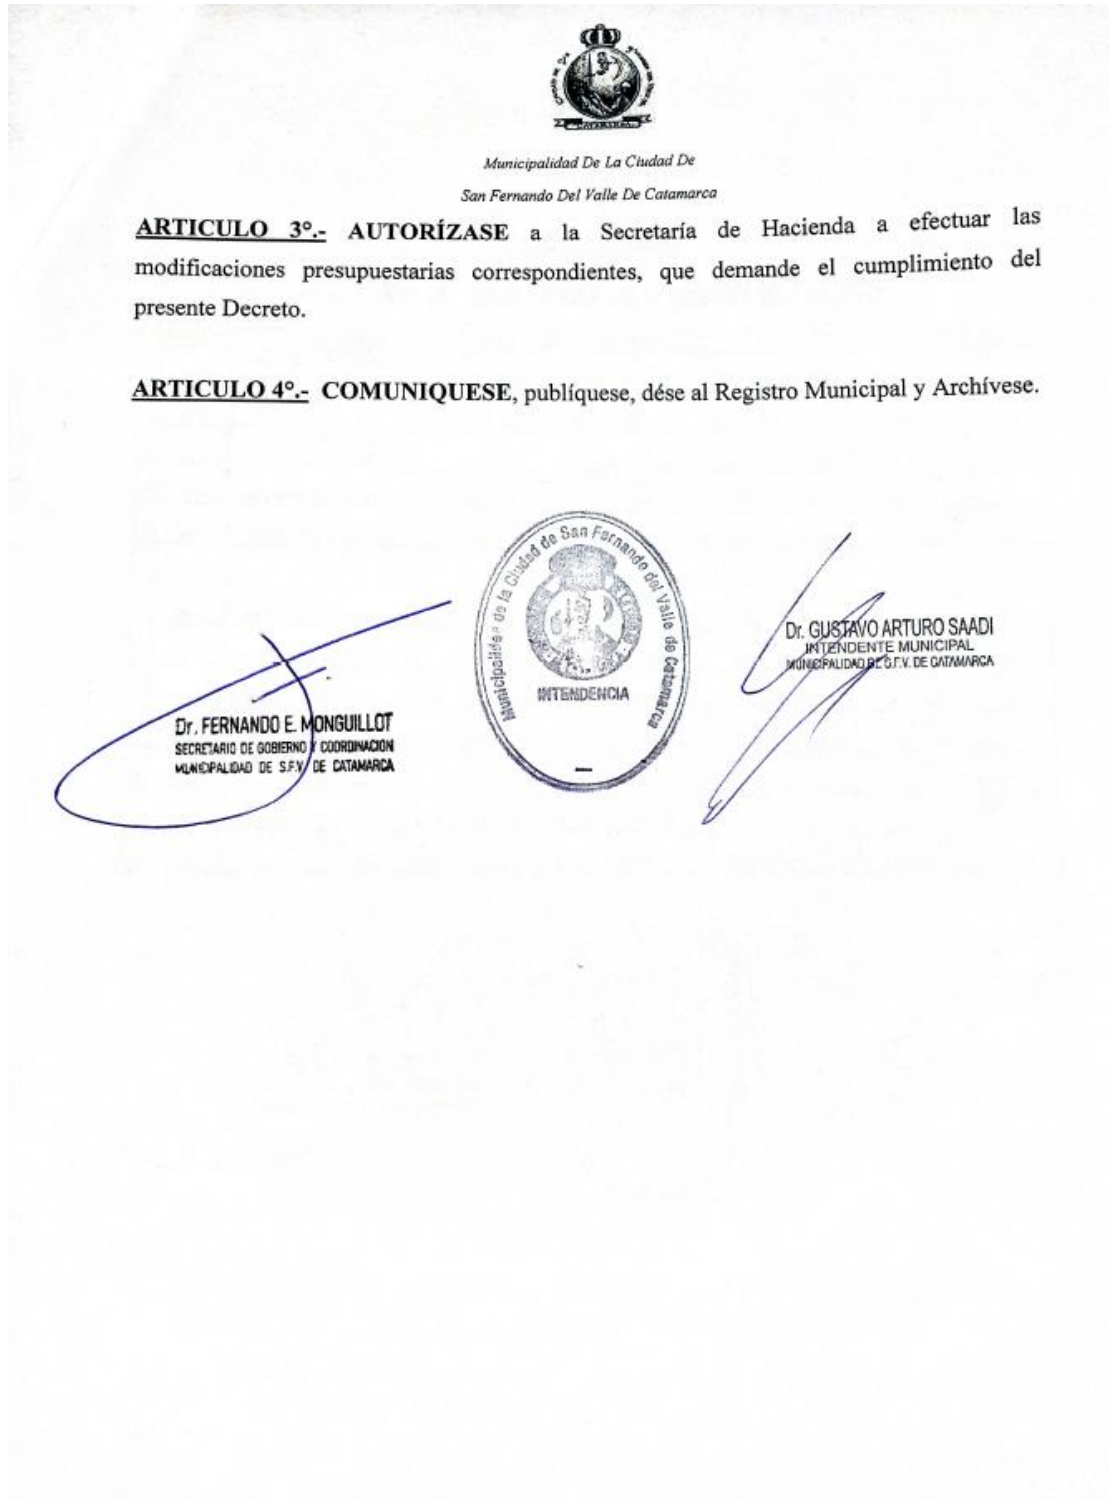 CATAMARCA
Municipalidad De La Ciudad De
San Fernando Del Valle De Catamarca
ARTICULO 3°.- AUTORÍZASE a la Secretaría de Hacienda a efectuar las
modificaciones presupuestarias correspondientes, que demande el cumplimiento del
presente Decreto.
ARTICULO 4°.- COMUNIQUESE, publíquese, dése al Registro Municipal y Archívese.
Municipalidad de la Ciudad de San Fernando del Valle de Catamarca
INTENDENCIA
Dr. GUSTAVO ARTURO SAADI
INTENDENTE MUNICIPAL
MUNICIPALIDAD DE S.F.V. DE CATAMARCA
Dr. FERNANDO E. MONGUILLOT
SECRETARIO DE GOBIERNO Y COORDINACION
MUNICIPALIDAD DE S.F.V. DE CATAMARCA